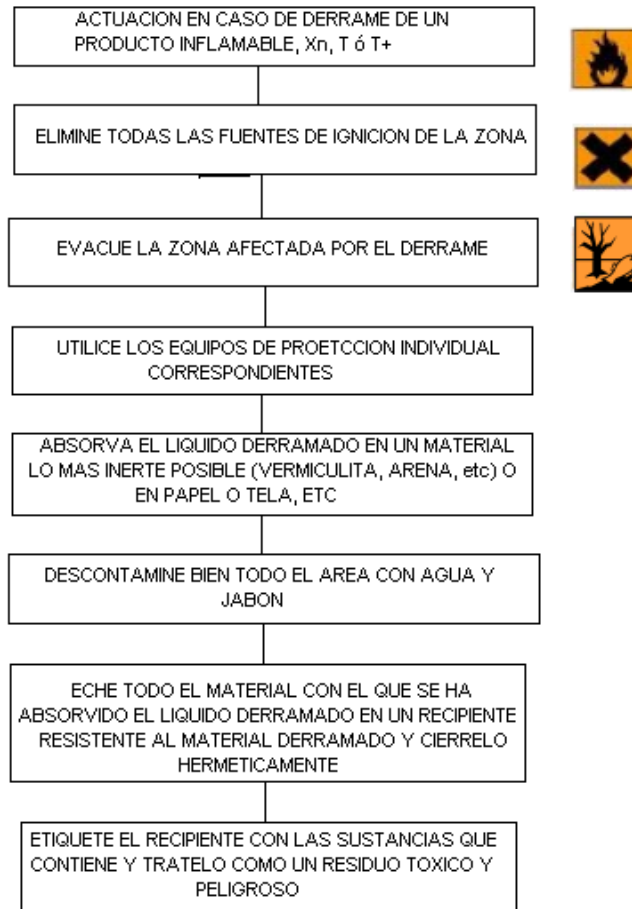 ACTUACION EN CASO DE DERRAME DE UN
PRODUCTO INFLAMABLE, Xn, T ó T+
ELIMINE TODAS LAS FUENTES DE IGNICION DE LA ZONA
EVACUE LA ZONA AFECTADA POR EL DERRAME
UTILICE LOS EQUIPOS DE PROETCCION INDIVIDUAL
CORRESPONDIENTES
ABSORVA EL LIQUIDO DERRAMADO EN UN MATERIAL
LO MAS INERTE POSIBLE (VERMICULITA, ARENA, etc) O
EN PAPEL O TELA, ETC
DESCONTAMINE BIEN TODO EL AREA CON AGUA Y
JABON
ECHE TODO EL MATERIAL CON EL QUE SE HA
ABSORVIDO EL LIQUIDO DERRAMADO EN UN RECIPIENTE
RESISTENTE AL MATERIAL DERRAMADO Y CIERRELO
HERMETICAMENTE
ETIQUETE EL RECIPIENTE CON LAS SUSTANCIAS QUE
CONTIENE Y TRATELO COMO UN RESIDUO TOXICO Y
PELIGROSO